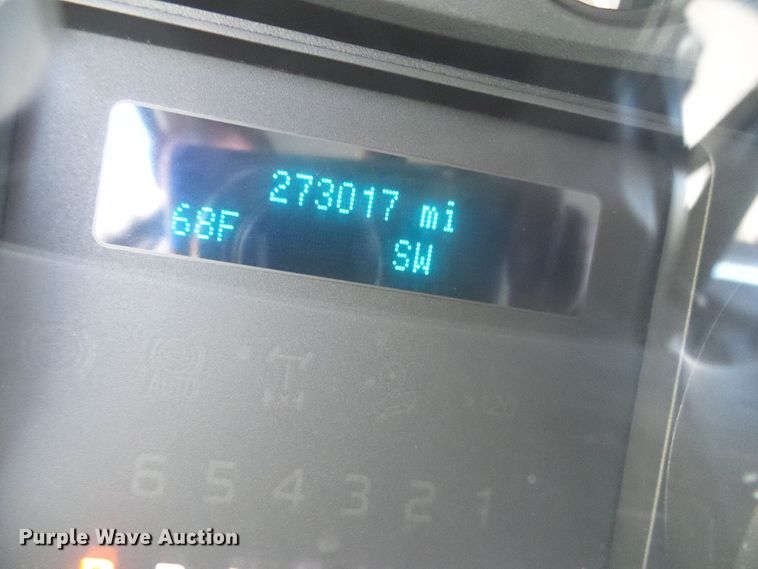 273017 mi
68F SW
AUTO
6 5 4 3 2 1
Purple Wave Auction